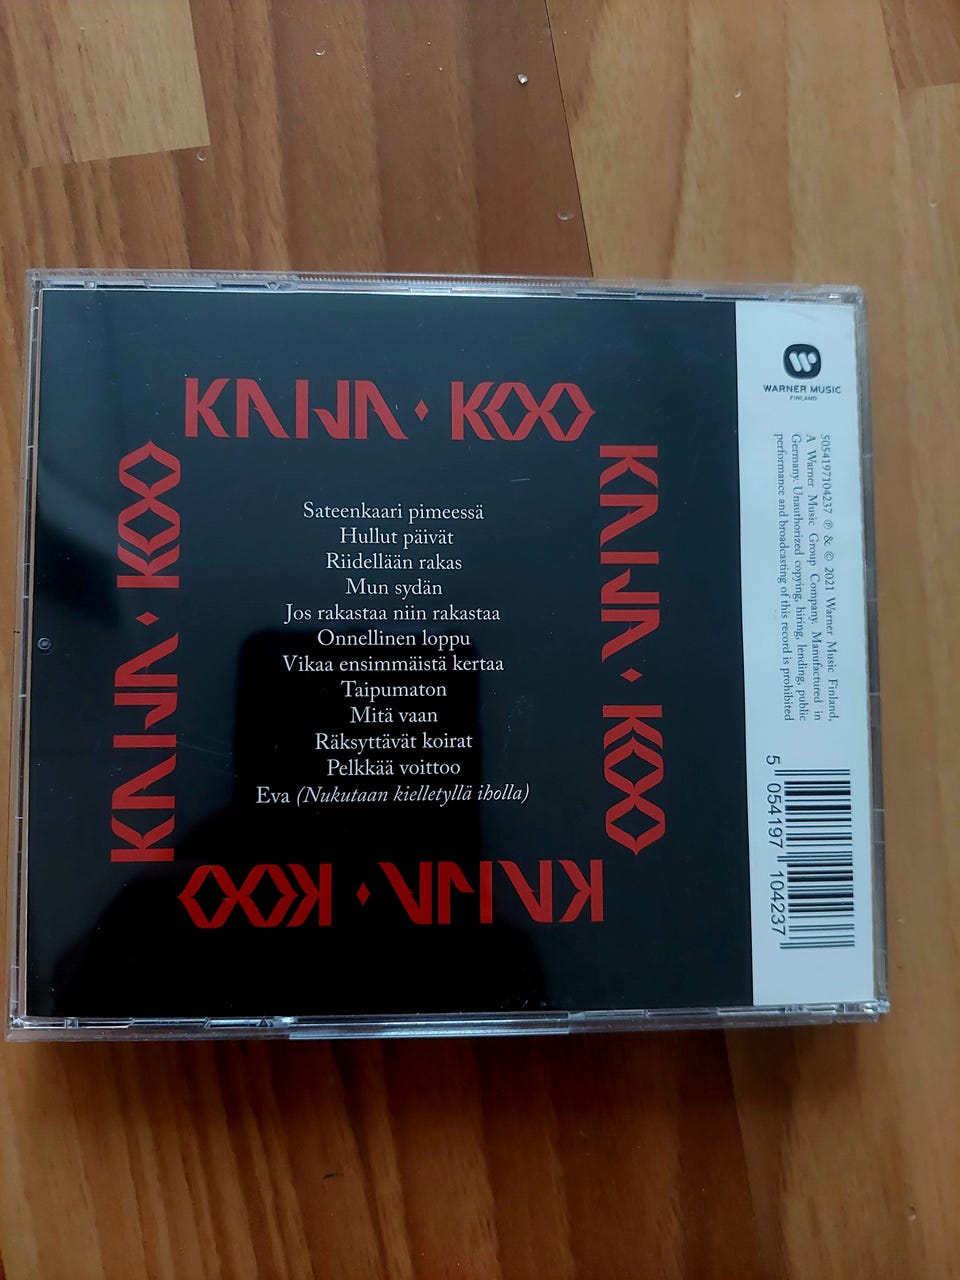 KAIJA · KOO
KAIJA · KOO
KAIJA · KOO
KAIJA · KOO
Sateenkaari pimeessä
Hullut päivät
Riidellään rakas
Mun sydän
Jos rakastaa niin rakastaa
Onnellinen loppu
Vikaa ensimmäistä kertaa
Taipumaton
Mitä vaan
Räksyttävät koirat
Pelkkää voittoo
Eva (Nukutaan kielletyllä iholla)
WARNER MUSIC
FINLAND
5054197104237 ℗ & © 2021 Warner Music Finland,
A Warner Music Group Company. Manufactured in
Germany. Unauthorized copying, hiring, lending, public
performance and broadcasting of this record is prohibited
5 054197 104237